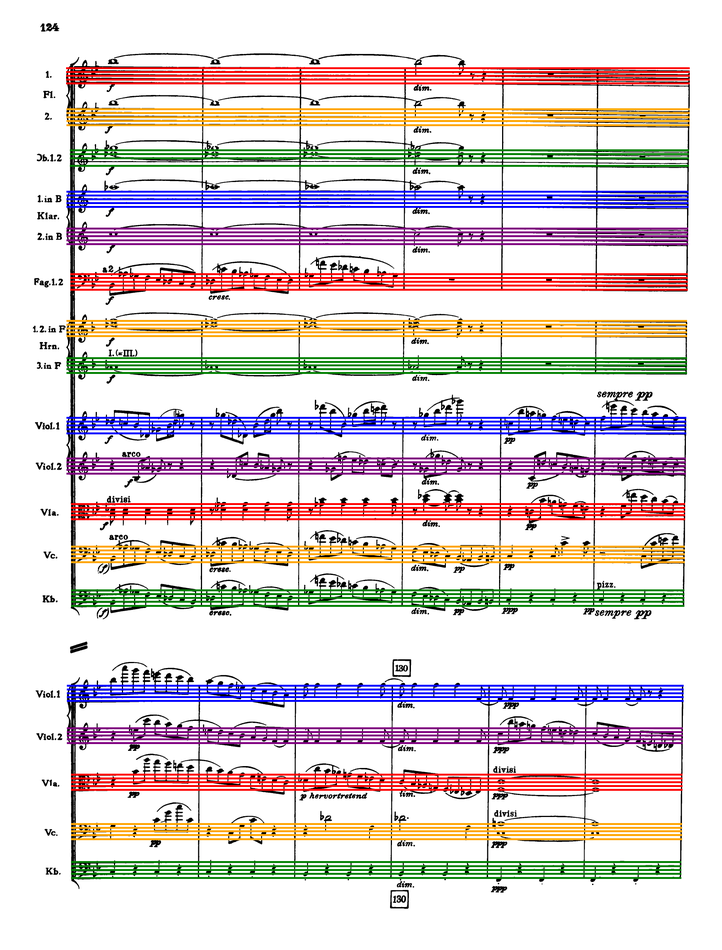 124
1.
f
dim.
Fl.
2.
f
dim.
Ob.1.2
f
dim.
1.in B
f
dim.
Klar.
2.in B
f
dim.
a2
Fag.1.2
f
cresc.
1.2. in F
f
dim.
Hrn.
I.(=III.)
3.in F
f
dim.
sempre pp
Viol.1
f
dim.
pp
arco
Viol.2
f
dim.
pp
divisi
Vla.
f
dim.
pp
arco
Vc.
(f)
cresc.
dim.
pp
pp
pizz.
Kb.
(f)
cresc.
dim.
pp
ppp
pp sempre pp
130
Viol.1
dim.
ppp
Viol.2
pp
dim.
ppp
divisi
Vla.
pp
p hervortretend
dim.
ppp
divisi
Vc.
pp
dim.
ppp
Kb.
dim.
ppp
130